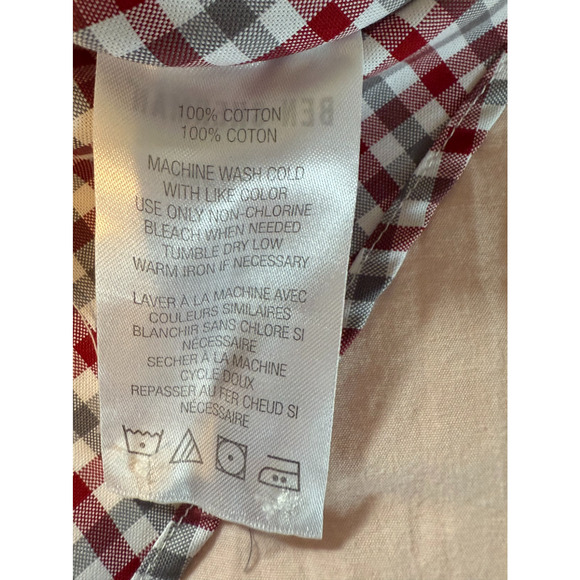 100% COTTON
100% COTON
MACHINE WASH COLD
WITH LIKE COLOR
USE ONLY NON-CHLORINE
BLEACH WHEN NEEDED
TUMBLE DRY LOW
WARM IRON IF NECESSARY
LAVER À LA MACHINE AVEC
COULEURS SIMILAIRES
BLANCHIR SANS CHLORE SI
NÉCESSAIRE
SECHER À LA MACHINE
CYCLE DOUX
REPASSER AU FER CHEUD SI
NÉCESSAIRE